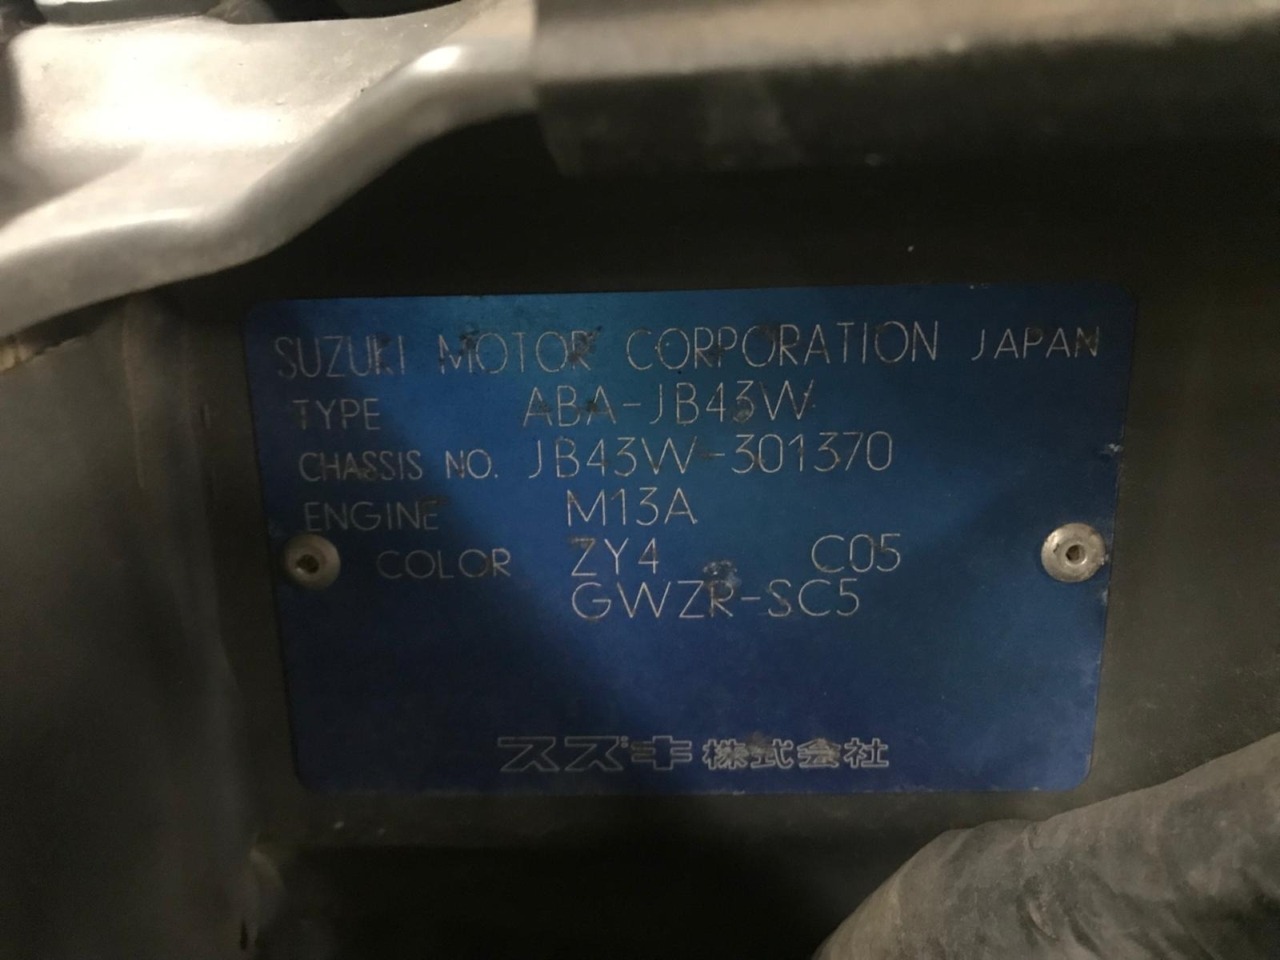 SUZUKI MOTOR CORPORATION JAPAN
TYPE ABA-JB43W
CHASSIS NO. JB43W-301370
ENGINE M13A
COLOR ZY4 C05
GWZR-SC5
スズキ株式会社